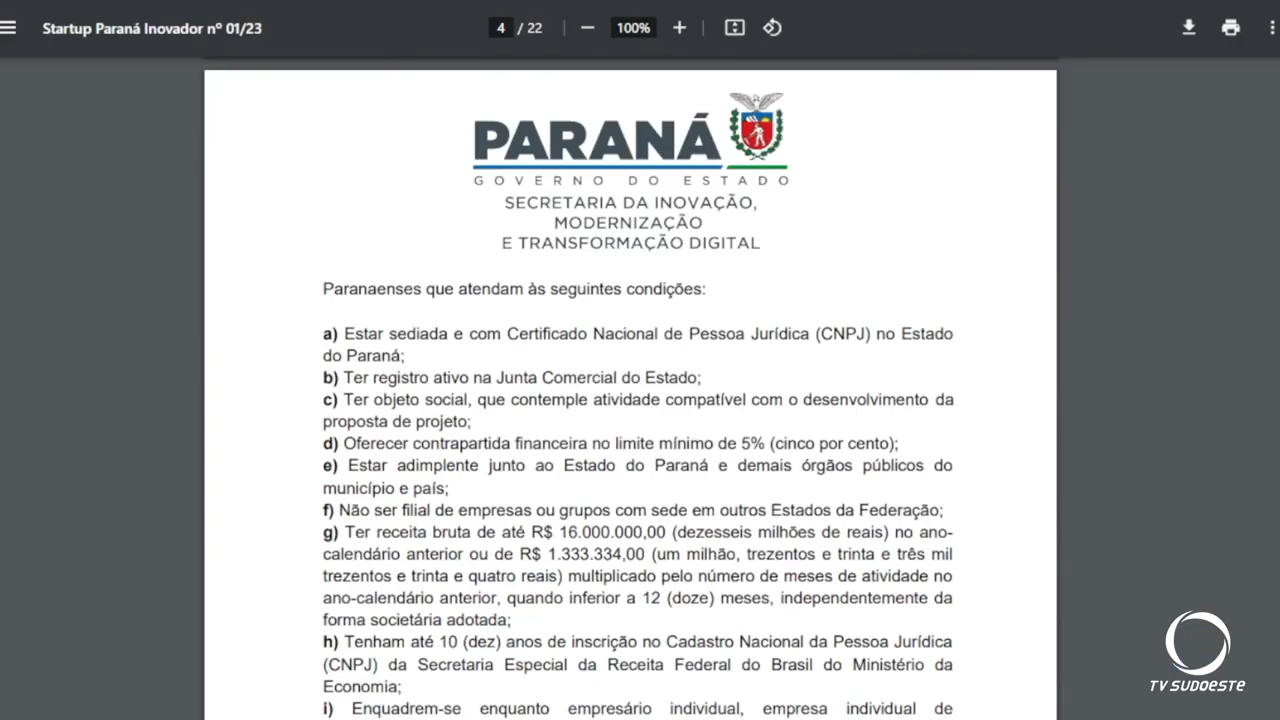 Startup Paraná Inovador nº 01/23
4 / 22
100%
PARANÁ
GOVERNO DO ESTADO
SECRETARIA DA INOVAÇÃO,
MODERNIZAÇÃO
E TRANSFORMAÇÃO DIGITAL
Paranaenses que atendam às seguintes condições:
a) Estar sediada e com Certificado Nacional de Pessoa Jurídica (CNPJ) no Estado
do Paraná;
b) Ter registro ativo na Junta Comercial do Estado;
c) Ter objeto social, que contemple atividade compatível com o desenvolvimento da
proposta de projeto;
d) Oferecer contrapartida financeira no limite mínimo de 5% (cinco por cento);
e) Estar adimplente junto ao Estado do Paraná e demais órgãos públicos do
município e país;
f) Não ser filial de empresas ou grupos com sede em outros Estados da Federação;
g) Ter receita bruta de até R$ 16.000.000,00 (dezesseis milhões de reais) no ano-
calendário anterior ou de R$ 1.333.334,00 (um milhão, trezentos e trinta e três mil
trezentos e trinta e quatro reais) multiplicado pelo número de meses de atividade no
ano-calendário anterior, quando inferior a 12 (doze) meses, independentemente da
forma societária adotada;
h) Tenham até 10 (dez) anos de inscrição no Cadastro Nacional da Pessoa Jurídica
(CNPJ) da Secretaria Especial da Receita Federal do Brasil do Ministério da
Economia;
i) Enquadrem-se enquanto empresário individual, empresa individual de
TV SUDOESTE